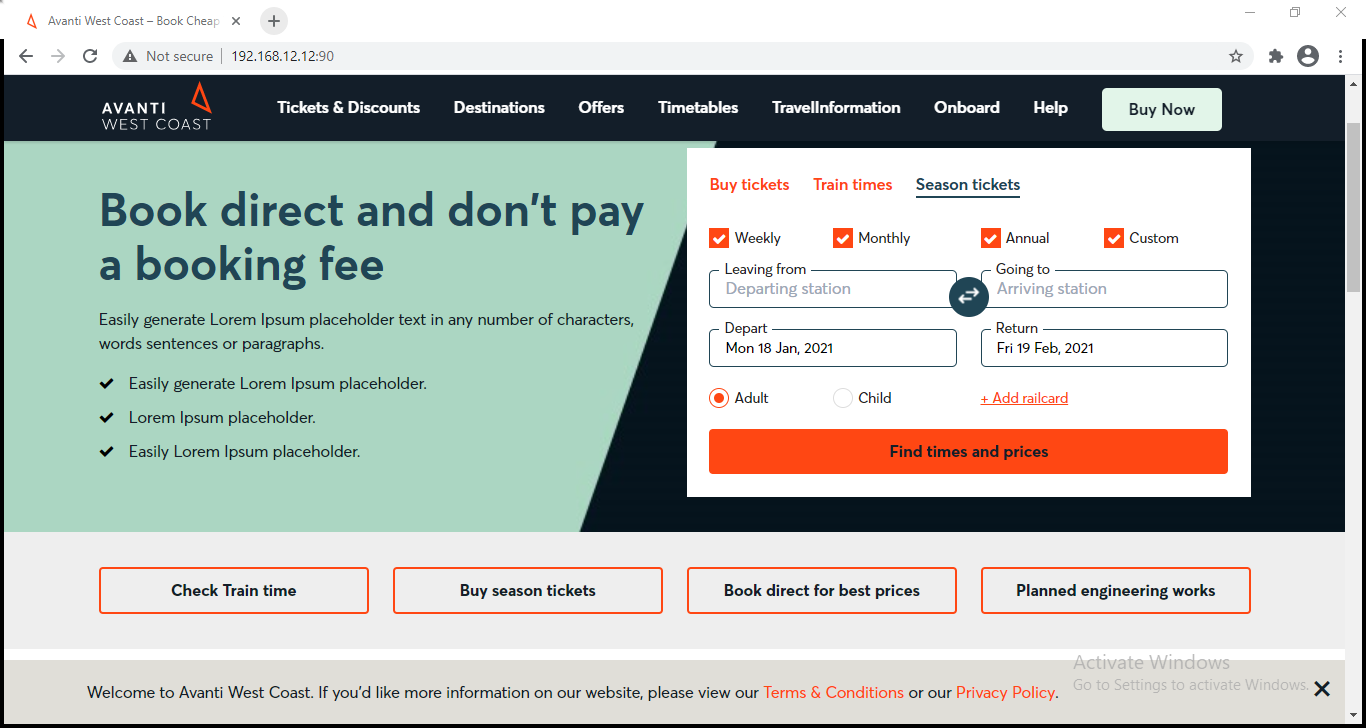 Avanti West Coast – Book Cheap
Not secure
192.168.12.12:90
AVANTI
WEST COAST
Tickets & Discounts
Destinations
Offers
Timetables
TravelInformation
Onboard
Help
Buy Now
Book direct and don't pay
a booking fee
Easily generate Lorem Ipsum placeholder text in any number of characters,
words sentences or paragraphs.
Easily generate Lorem Ipsum placeholder.
Lorem Ipsum placeholder.
Easily Lorem Ipsum placeholder.
Buy tickets
Train times
Season tickets
Weekly
Monthly
Annual
Custom
Leaving from
Departing station
Going to
Arriving station
Depart
Mon 18 Jan, 2021
Return
Fri 19 Feb, 2021
Adult
Child
+ Add railcard
Find times and prices
Check Train time
Buy season tickets
Book direct for best prices
Planned engineering works
Welcome to Avanti West Coast. If you'd like more information on our website, please view our Terms & Conditions or our Privacy Policy.
Activate Windows
Go to Settings to activate Windows.